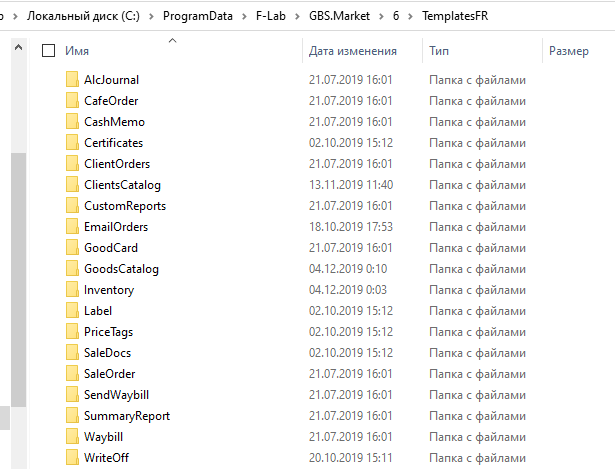 Локальный диск (C:) > ProgramData > F-Lab > GBS.Market > 6 > TemplatesFR
Имя Дата изменения Тип Размер
AlcJournal 21.07.2019 16:01 Папка с файлами
CafeOrder 21.07.2019 16:01 Папка с файлами
CashMemo 21.07.2019 16:01 Папка с файлами
Certificates 02.10.2019 15:12 Папка с файлами
ClientOrders 21.07.2019 16:01 Папка с файлами
ClientsCatalog 13.11.2019 11:40 Папка с файлами
CustomReports 21.07.2019 16:01 Папка с файлами
EmailOrders 18.10.2019 17:53 Папка с файлами
GoodCard 21.07.2019 16:01 Папка с файлами
GoodsCatalog 04.12.2019 0:10 Папка с файлами
Inventory 04.12.2019 0:03 Папка с файлами
Label 02.10.2019 15:12 Папка с файлами
PriceTags 02.10.2019 15:12 Папка с файлами
SaleDocs 02.10.2019 15:12 Папка с файлами
SaleOrder 21.07.2019 16:01 Папка с файлами
SendWaybill 21.07.2019 16:01 Папка с файлами
SummaryReport 21.07.2019 16:01 Папка с файлами
Waybill 21.07.2019 16:01 Папка с файлами
WriteOff 20.10.2019 15:11 Папка с файлами